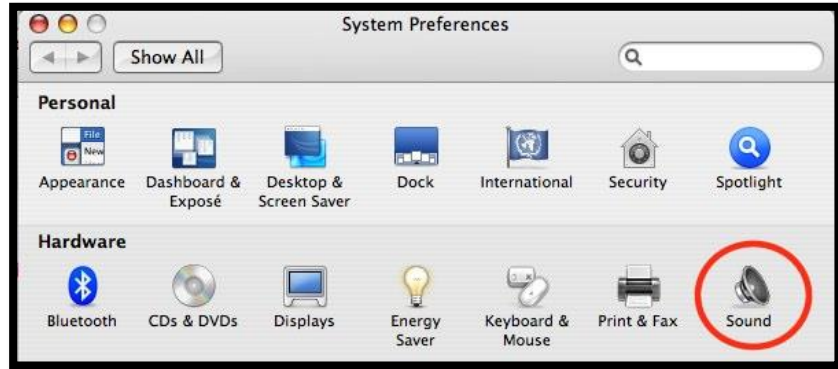 System Preferences
Show All
Personal
File
New
Appearance
Dashboard &
Exposé
Desktop &
Screen Saver
Dock
International
Security
Spotlight
Hardware
Bluetooth
CDs & DVDs
Displays
Energy
Saver
Keyboard &
Mouse
Print & Fax
Sound